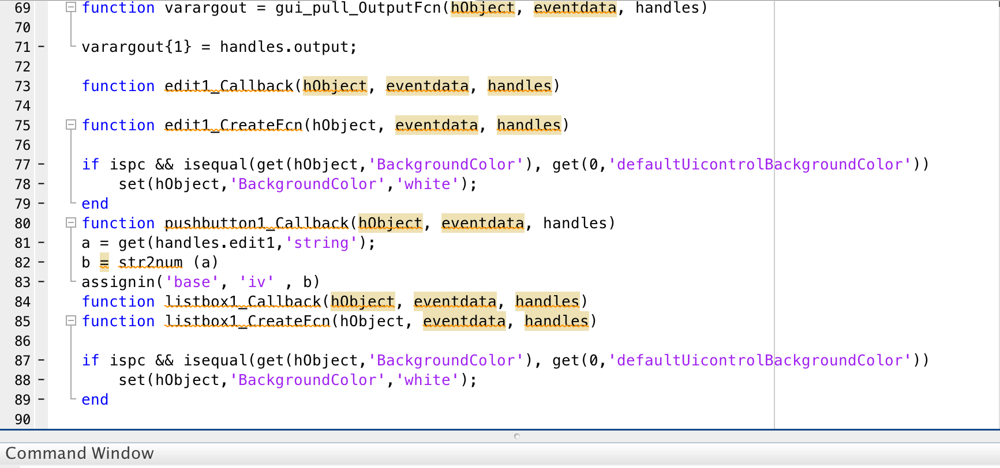 69 function varargout = gui_pull_OutputFcn(hObject, eventdata, handles)
70
71 - varargout{1} = handles.output;
72
73 function edit1_Callback(hObject, eventdata, handles)
74
75 function edit1_CreateFcn(hObject, eventdata, handles)
76
77 - if ispc && isequal(get(hObject,'BackgroundColor'), get(0,'defaultUicontrolBackgroundColor'))
78 - set(hObject,'BackgroundColor','white');
79 - end
80 function pushbutton1_Callback(hObject, eventdata, handles)
81 - a = get(handles.edit1,'string');
82 - b = str2num (a)
83 - assignin('base', 'iv' , b)
84 function listbox1_Callback(hObject, eventdata, handles)
85 function listbox1_CreateFcn(hObject, eventdata, handles)
86
87 - if ispc && isequal(get(hObject,'BackgroundColor'), get(0,'defaultUicontrolBackgroundColor'))
88 - set(hObject,'BackgroundColor','white');
89 - end
90
Command Window